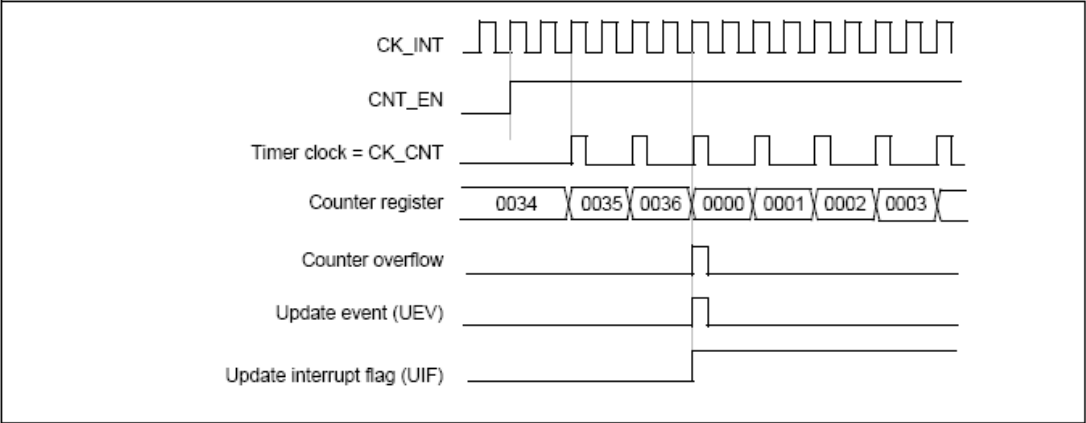 CK_INT
CNT_EN
Timer clock = CK_CNT
Counter register 0034 0035 0036 0000 0001 0002 0003
Counter overflow
Update event (UEV)
Update interrupt flag (UIF)